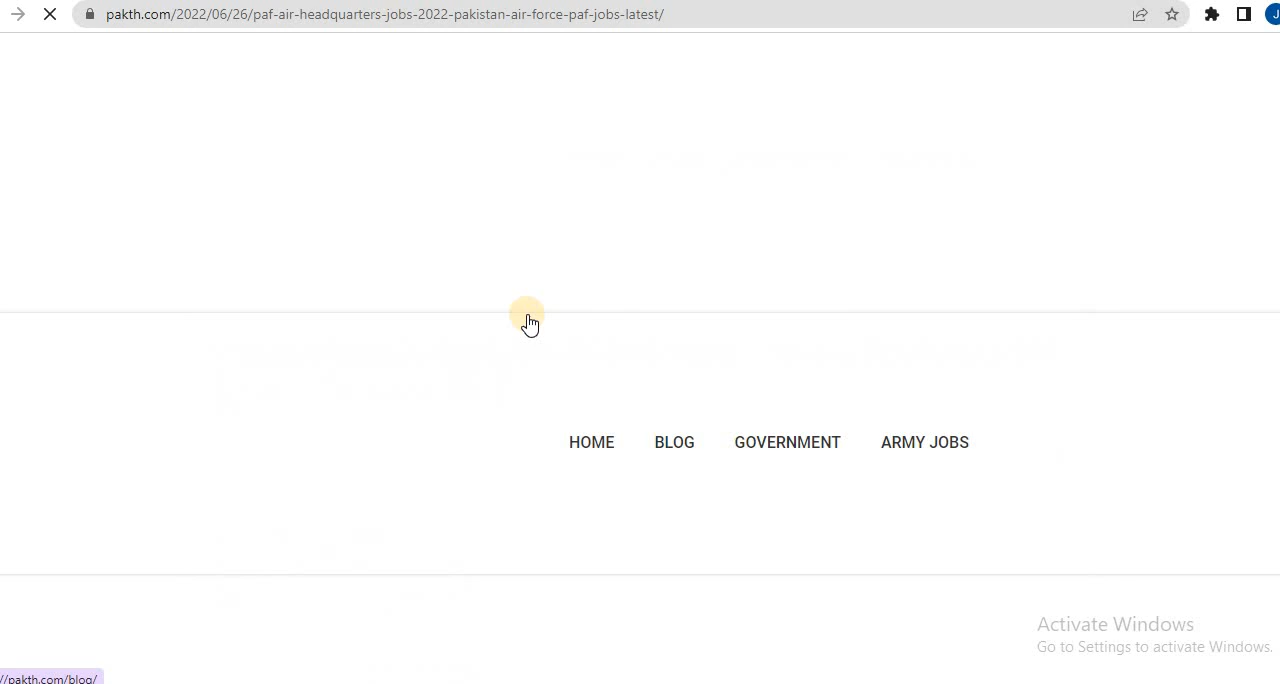 pakth.com/2022/06/26/paf-air-headquarters-jobs-2022-pakistan-air-force-paf-jobs-latest/
J
HOME BLOG GOVERNMENT ARMY JOBS
Activate Windows
Go to Settings to activate Windows.
//pakth.com/blog/